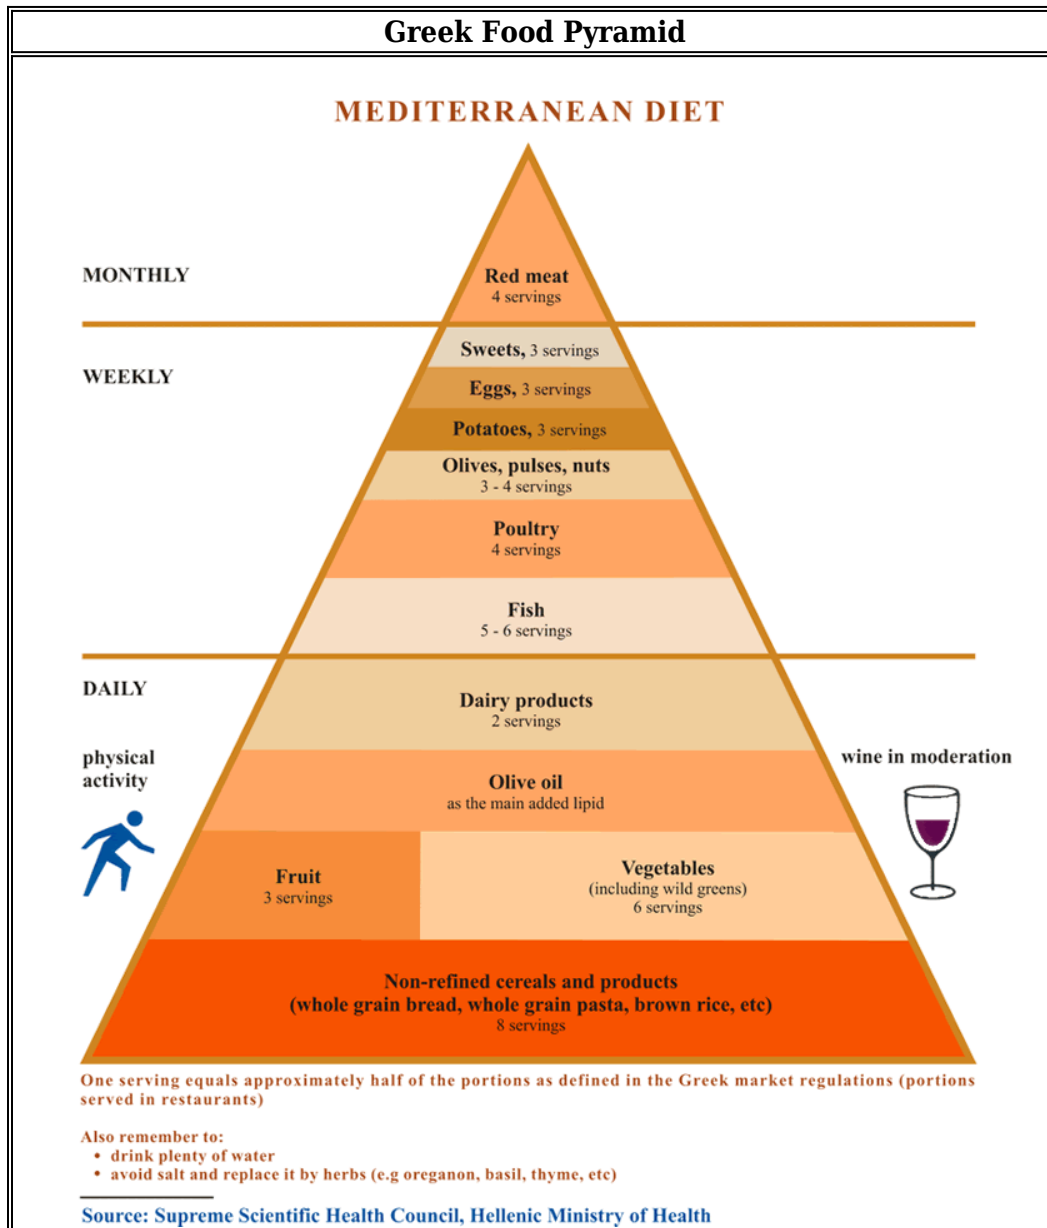 Greek Food Pyramid
MEDITERRANEAN DIET
MONTHLY
Red meat
4 servings
WEEKLY
Sweets, 3 servings
Eggs, 3 servings
Potatoes, 3 servings
Olives, pulses, nuts
3 - 4 servings
Poultry
4 servings
Fish
5 - 6 servings
DAILY
Dairy products
2 servings
physical
activity
wine in moderation
Olive oil
as the main added lipid
Fruit
3 servings
Vegetables
(including wild greens)
6 servings
Non-refined cereals and products
(whole grain bread, whole grain pasta, brown rice, etc)
8 servings
One serving equals approximately half of the portions as defined in the Greek market regulations (portions
served in restaurants)
Also remember to:
• drink plenty of water
• avoid salt and replace it by herbs (e.g oreganon, basil, thyme, etc)
Source: Supreme Scientific Health Council, Hellenic Ministry of Health